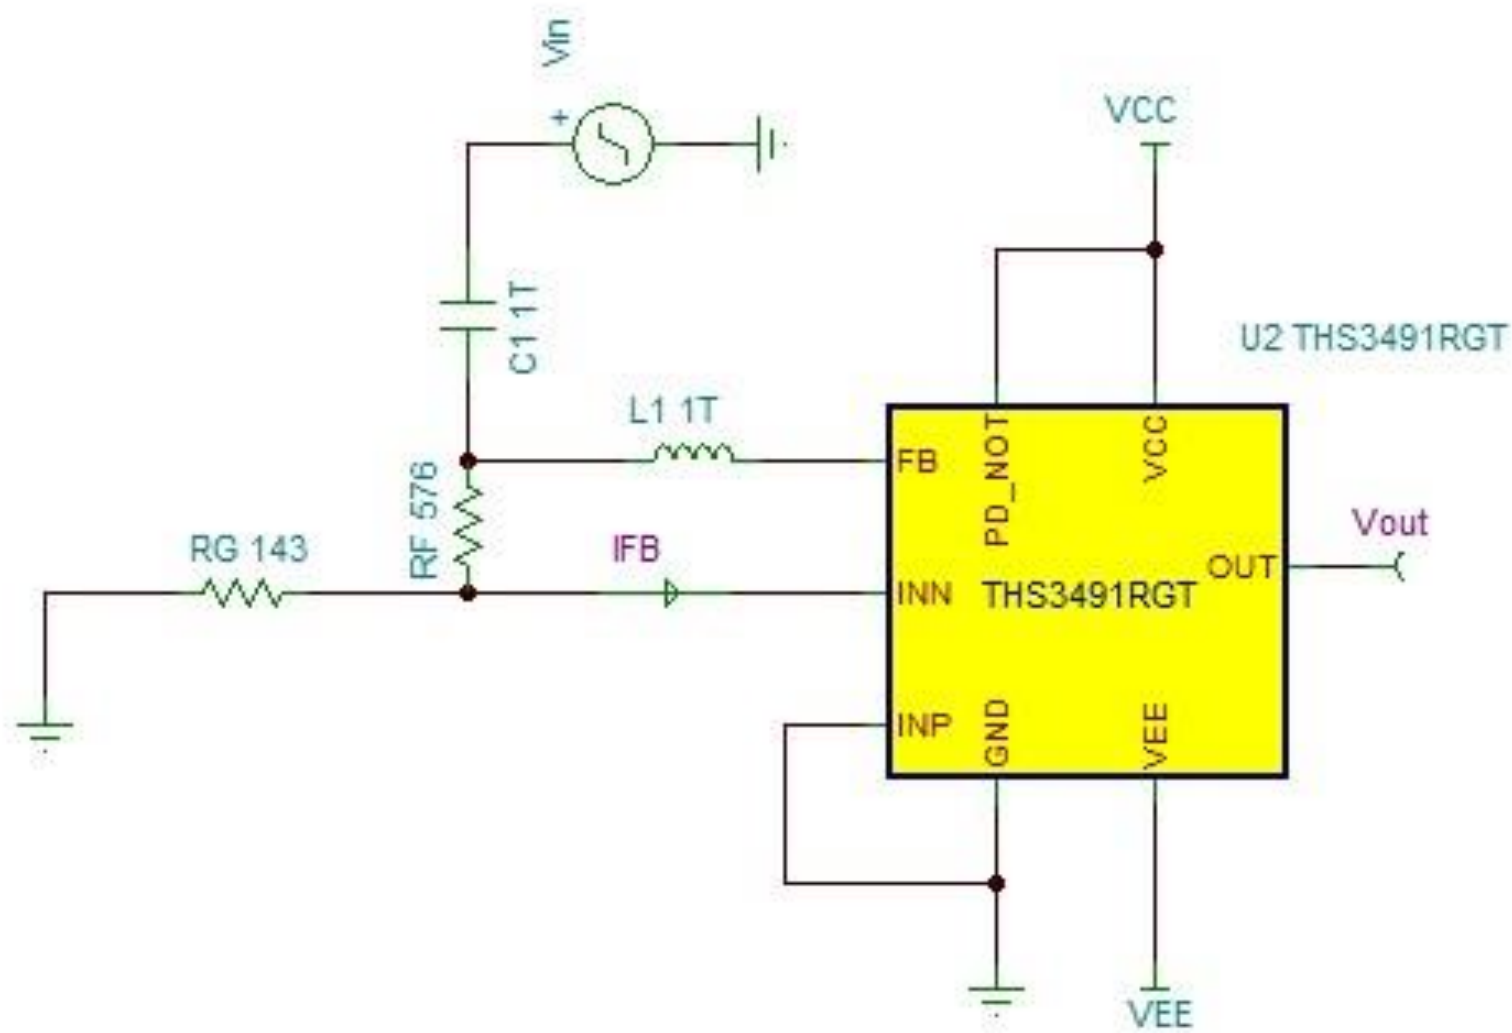 Vin
+
VCC
C1 1T
U2 THS3491RGT
L1 1T
FB
PD_NOT
VCC
RF 576
Vout
RG 143
IFB
OUT
INN
THS3491RGT
INP
GND
VEE
VEE